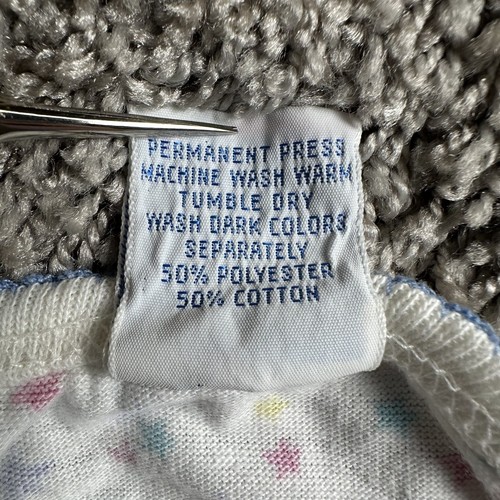 PERMANENT PRESS
MACHINE WASH WARM
TUMBLE DRY
WASH DARK COLORS
SEPARATELY
50% POLYESTER
50% COTTON